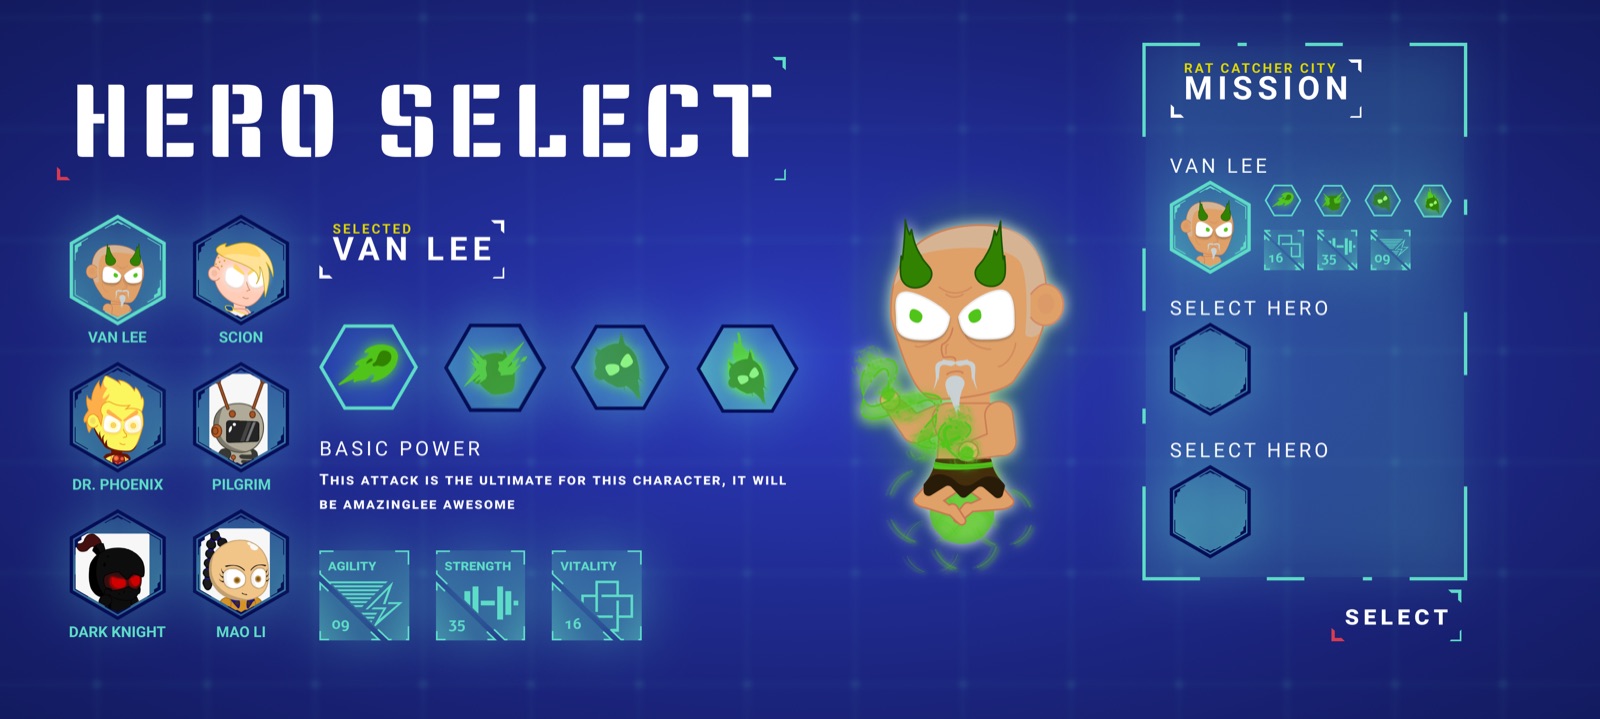 HERO SELECT
SELECTED
VAN LEE
VAN LEE
SCION
DR. PHOENIX
PILGRIM
DARK KNIGHT
MAO LI
BASIC POWER
THIS ATTACK IS THE ULTIMATE FOR THIS CHARACTER, IT WILL
BE AMAZINGLEE AWESOME
AGILITY
09
STRENGTH
35
VITALITY
16
RAT CATCHER CITY
MISSION
VAN LEE
16
35
09
SELECT HERO
SELECT HERO
SELECT